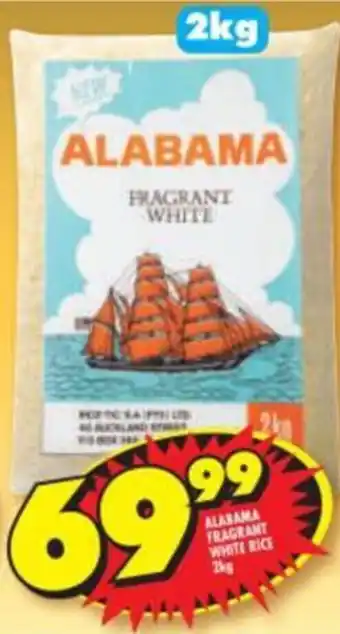 2kg
NEW
ALABAMA
FRAGRANT
WHITE
2kg
69.99
ALABAMA
FRAGRANT
WHITE RICE
2kg